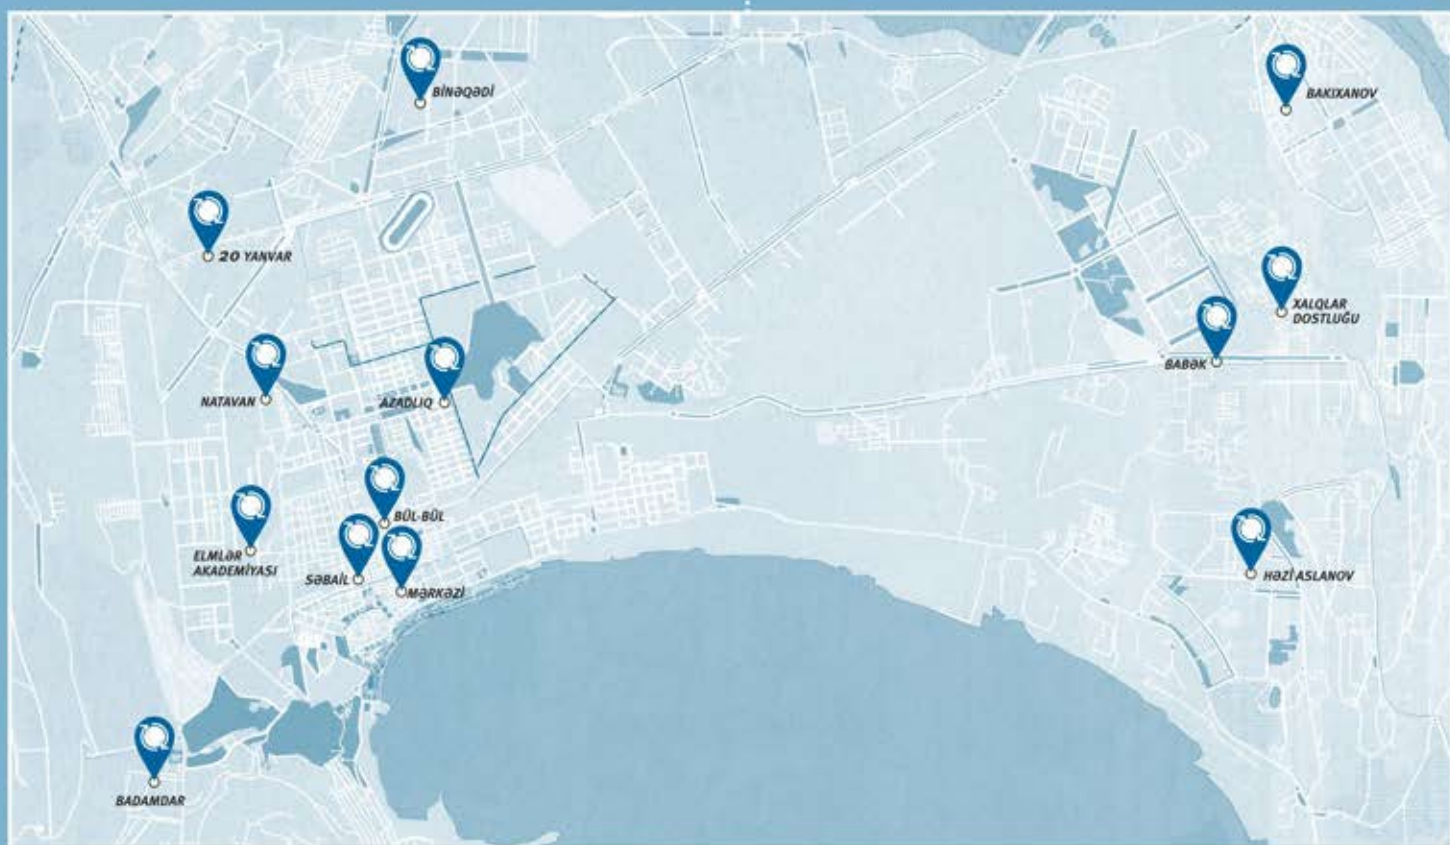 BİNƏQƏDİ
BAKIXANOV
20 YANVAR
XALQLAR
DOSTLUĞU
BABƏK
NATAVAN
AZADLIQ
BÜL-BÜL
ELMLƏR
AKADEMİYASI
SƏBAİL
MƏRKƏZİ
HƏZİ ASLANOV
BADAMDAR